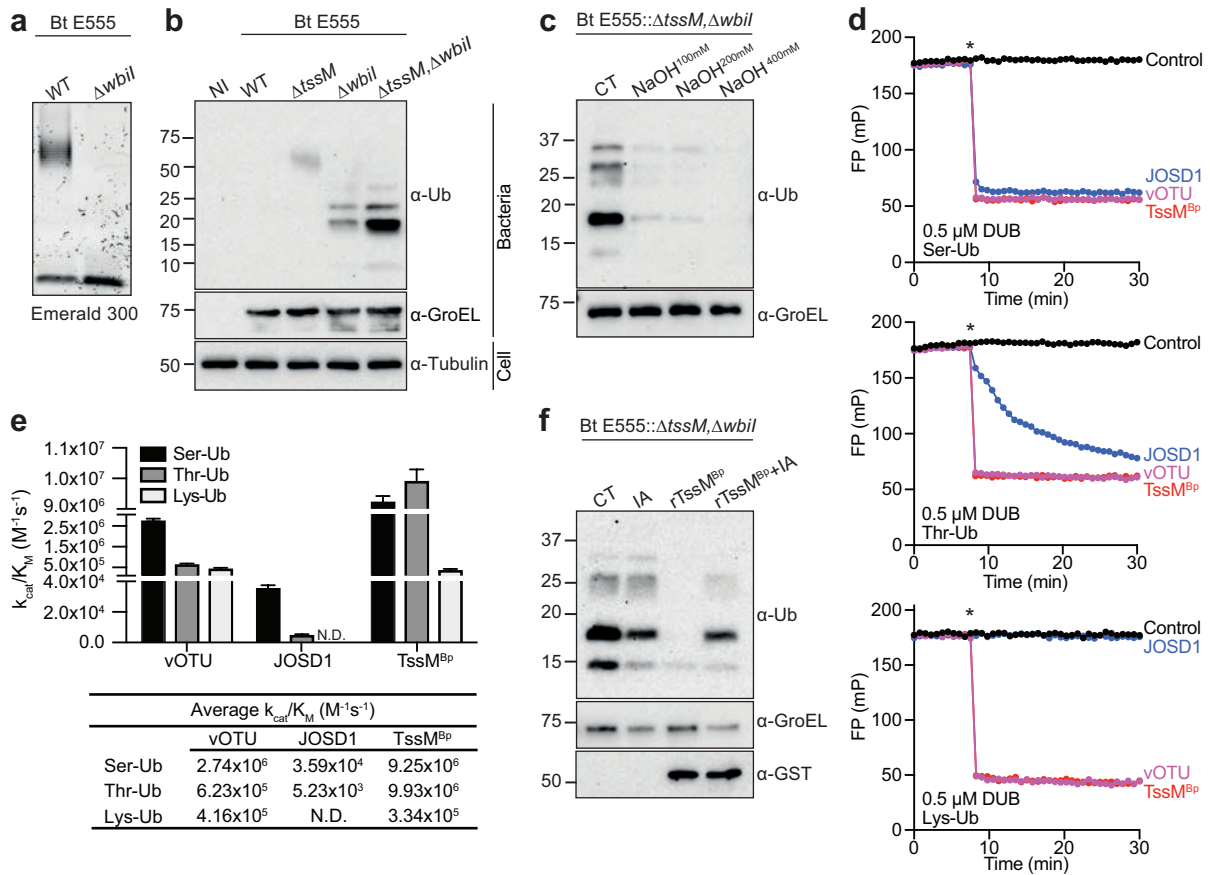 a
Bt E555
WT ΔwbiI
Emerald 300
b
Bt E555
NI WT ΔtssM ΔwbiI ΔtssM,ΔwbiI
75
50
25
20
15
10
α-Ub
75
α-GroEL
Bacteria
50
α-Tubulin
Cell
c
Bt E555::ΔtssM,ΔwbiI
CT NaOH100mM NaOH200mM NaOH400mM
37
25
20
15
α-Ub
75
α-GroEL
d
200
150
100
50
0
FP (mP)
*
Control
JOSD1
vOTU
TssMBp
0.5 µM DUB
Ser-Ub
0 10 20 30
Time (min)
200
150
100
50
0
FP (mP)
*
Control
JOSD1
vOTU
TssMBp
0.5 µM DUB
Thr-Ub
0 10 20 30
Time (min)
200
150
100
50
0
FP (mP)
*
Control
JOSD1
vOTU
TssMBp
0.5 µM DUB
Lys-Ub
0 10 20 30
Time (min)
e
kcat/KM (M-1s-1)
1.1x10⁷
1.0x10⁷
9.0x10⁶
2.6x10⁶
1.6x10⁶
5.0x10⁵
4.0x10⁴
2.0x10⁴
0.0
Ser-Ub
Thr-Ub
Lys-Ub
N.D.
vOTU JOSD1 TssMBp
Average kcat/KM (M-1s-1)
vOTU JOSD1 TssMBp
Ser-Ub 2.74x10⁶ 3.59x10⁴ 9.25x10⁶
Thr-Ub 6.23x10⁵ 5.23x10³ 9.93x10⁶
Lys-Ub 4.16x10⁵ N.D. 3.34x10⁵
f
Bt E555::ΔtssM,ΔwbiI
CT IA rTssMBp rTssMBp+IA
37
25
20
15
α-Ub
75
α-GroEL
50
α-GST